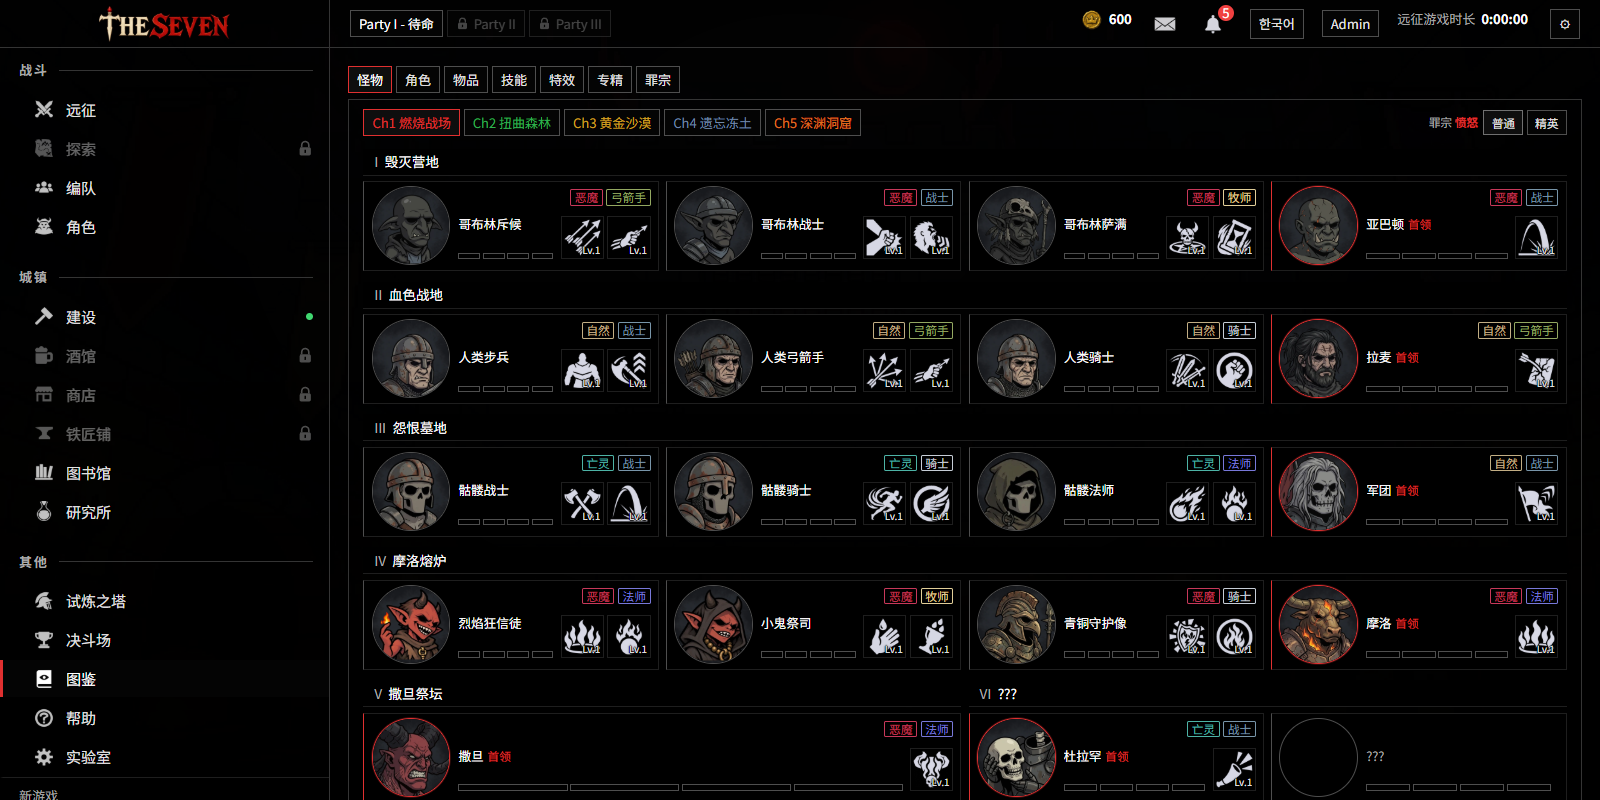 THE SEVEN
Party I - 待命
Party II
Party III
600
5
한국어
Admin
远征游戏时长 0:00:00
战斗
远征
探索
编队
角色
城镇
建设
酒馆
商店
铁匠铺
图书馆
研究所
其他
试炼之塔
决斗场
图鉴
帮助
实验室
新游戏
怪物 角色 物品 技能 特效 专精 罪宗
Ch1 燃烧战场 Ch2 扭曲森林 Ch3 黄金沙漠 Ch4 遗忘冻土 Ch5 深渊洞窟
罪宗 愤怒 普通 精英
I 毁灭营地
恶魔 弓箭手
哥布林斥候
Lv.1 Lv.1
恶魔 战士
哥布林战士
Lv.1 Lv.1
恶魔 牧师
哥布林萨满
Lv.1 Lv.1
恶魔 战士
亚巴顿 首领
Lv.1
II 血色战地
自然 战士
人类步兵
Lv.1 Lv.1
自然 弓箭手
人类弓箭手
Lv.1 Lv.1
自然 骑士
人类骑士
Lv.1 Lv.1
自然 弓箭手
拉麦 首领
Lv.1
III 怨恨墓地
亡灵 战士
骷髅战士
Lv.1 Lv.1
亡灵 骑士
骷髅骑士
Lv.1 Lv.1
亡灵 法师
骷髅法师
Lv.1 Lv.1
自然 战士
军团 首领
Lv.1
IV 摩洛熔炉
恶魔 法师
烈焰狂信徒
Lv.1 Lv.1
恶魔 牧师
小鬼祭司
Lv.1 Lv.1
恶魔 骑士
青铜守护像
Lv.1 Lv.1
恶魔 法师
摩洛 首领
Lv.1
V 撒旦祭坛
恶魔 法师
撒旦 首领
Lv.1
VI ???
亡灵 战士
杜拉罕 首领
Lv.1
???